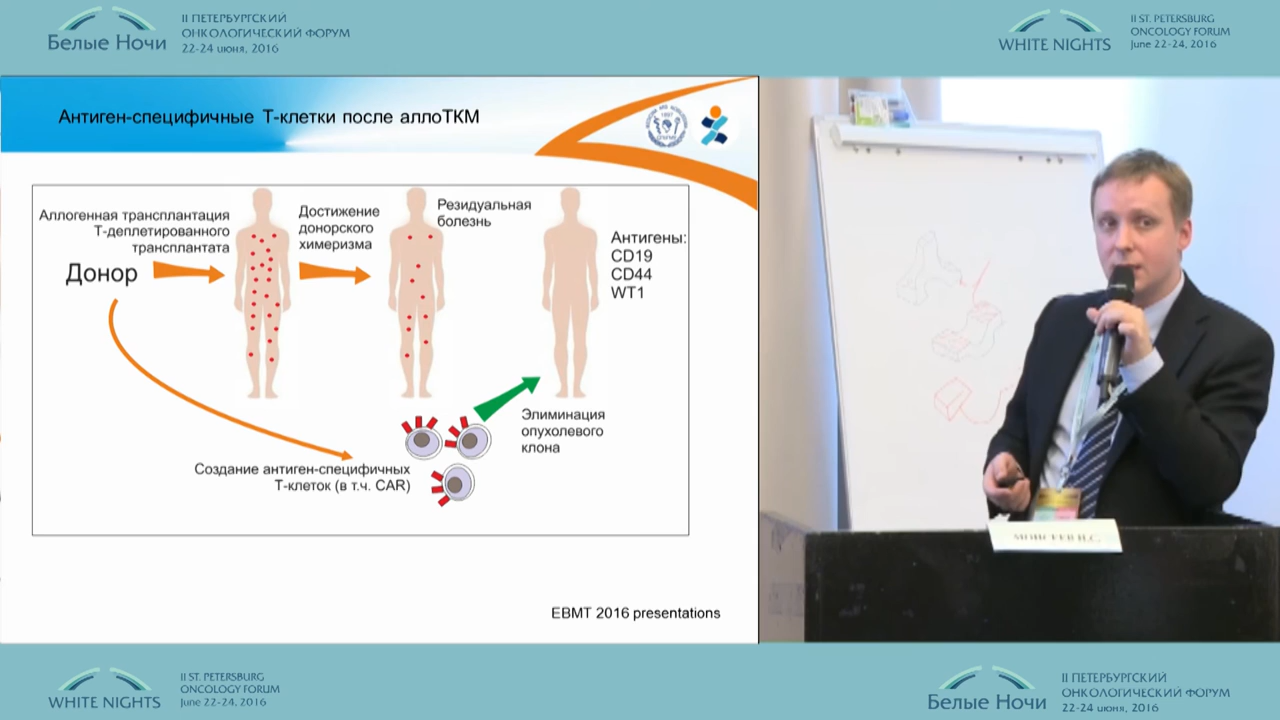 Белые Ночи
II ПЕТЕРБУРГСКИЙ
ОНКОЛОГИЧЕСКИЙ ФОРУМ
22-24 июня, 2016
WHITE NIGHTS
II ST. PETERSBURG
ONCOLOGY FORUM
June 22-24, 2016
Антиген-специфичные Т-клетки после аллоТКМ
Аллогенная трансплантация
Т-деплетированного
трансплантата
Донор
Достижение
донорского
химеризма
Резидуальная
болезнь
Антигены:
CD19
CD44
WT1
Элиминация
опухолевого
клона
Создание антиген-специфичных
Т-клеток (в т.ч. CAR)
EBMT 2016 presentations
МОИСЕЕВ И.С.
WHITE NIGHTS
II ST. PETERSBURG
ONCOLOGY FORUM
June 22-24, 2016
Белые Ночи
II ПЕТЕРБУРГСКИЙ
ОНКОЛОГИЧЕСКИЙ ФОРУМ
22-24 июня, 2016